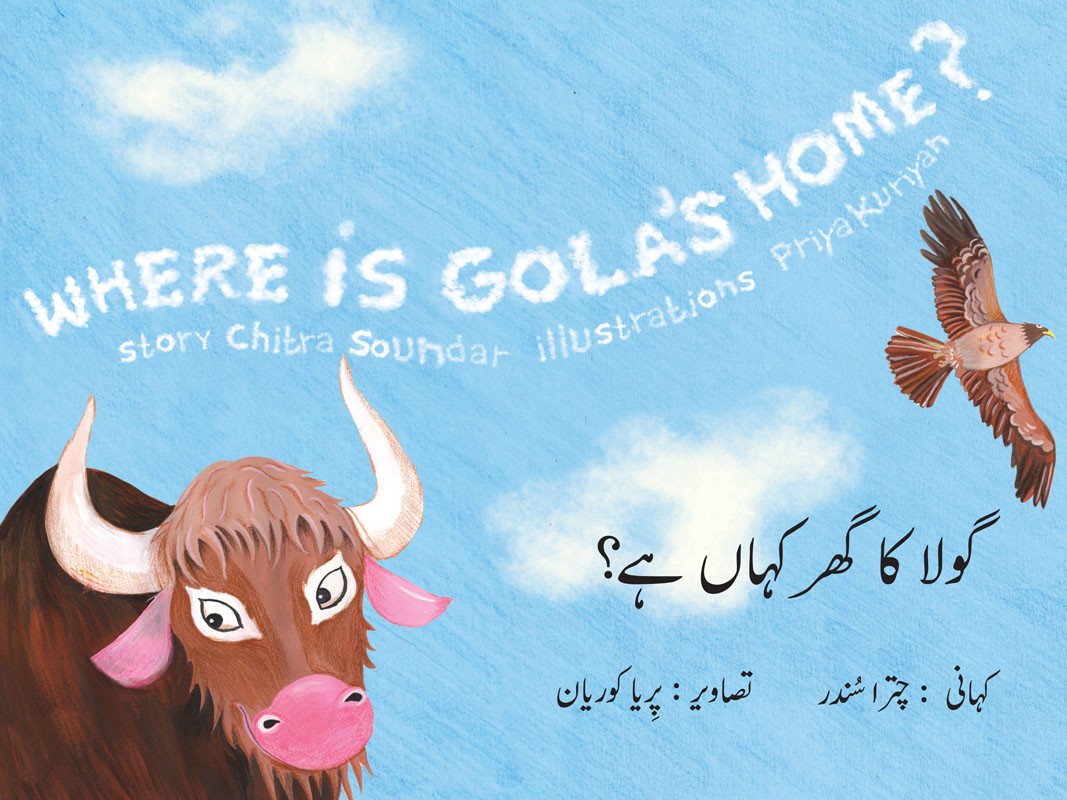 WHERE iS GOLA'S HOME?
story Chitra Soundar illustrations Priya Kuriyan
گولا کا گھر کہاں ہے؟
کہانی : چترا سُندر تصاویر : پِریا کوریان